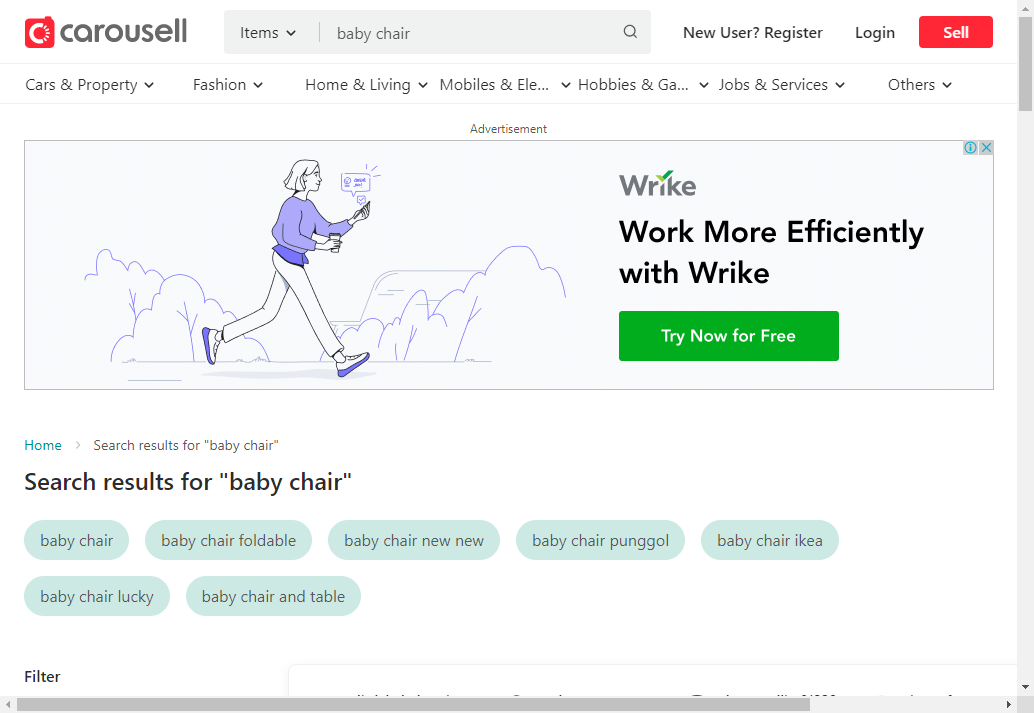 carousell
Items
baby chair
New User? Register
Login
Sell
Cars & Property
Fashion
Home & Living
Mobiles & Ele...
Hobbies & Ga...
Jobs & Services
Others
Advertisement
Wrike
Work More Efficiently
with Wrike
Try Now for Free
Home
Search results for "baby chair"
Search results for "baby chair"
baby chair
baby chair foldable
baby chair new new
baby chair punggol
baby chair ikea
baby chair lucky
baby chair and table
Filter